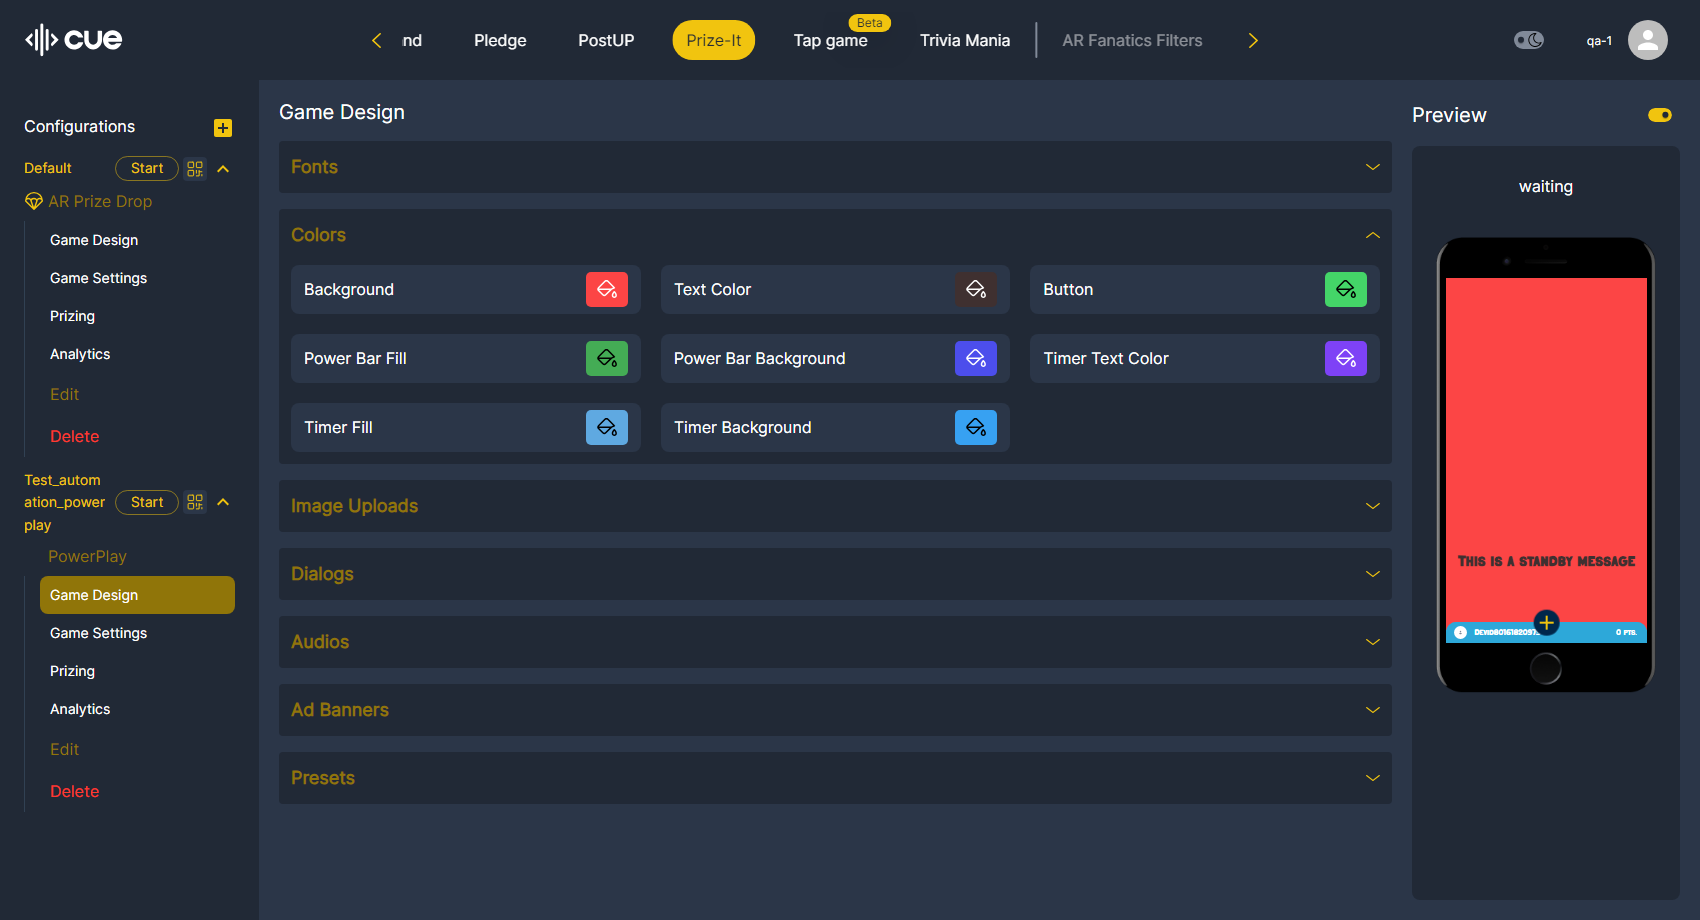 cue
nd
Pledge
PostUP
Prize-It
Beta
Tap game
Trivia Mania
AR Fanatics Filters
qa-1
Configurations
Default
Start
AR Prize Drop
Game Design
Game Settings
Prizing
Analytics
Edit
Delete
Test_autom
ation_power
play
Start
PowerPlay
Game Design
Game Settings
Prizing
Analytics
Edit
Delete
Game Design
Fonts
Colors
Background
Text Color
Button
Power Bar Fill
Power Bar Background
Timer Text Color
Timer Fill
Timer Background
Image Uploads
Dialogs
Audios
Ad Banners
Presets
Preview
waiting
THIS IS A STANDBY MESSAGE
0 PTS.